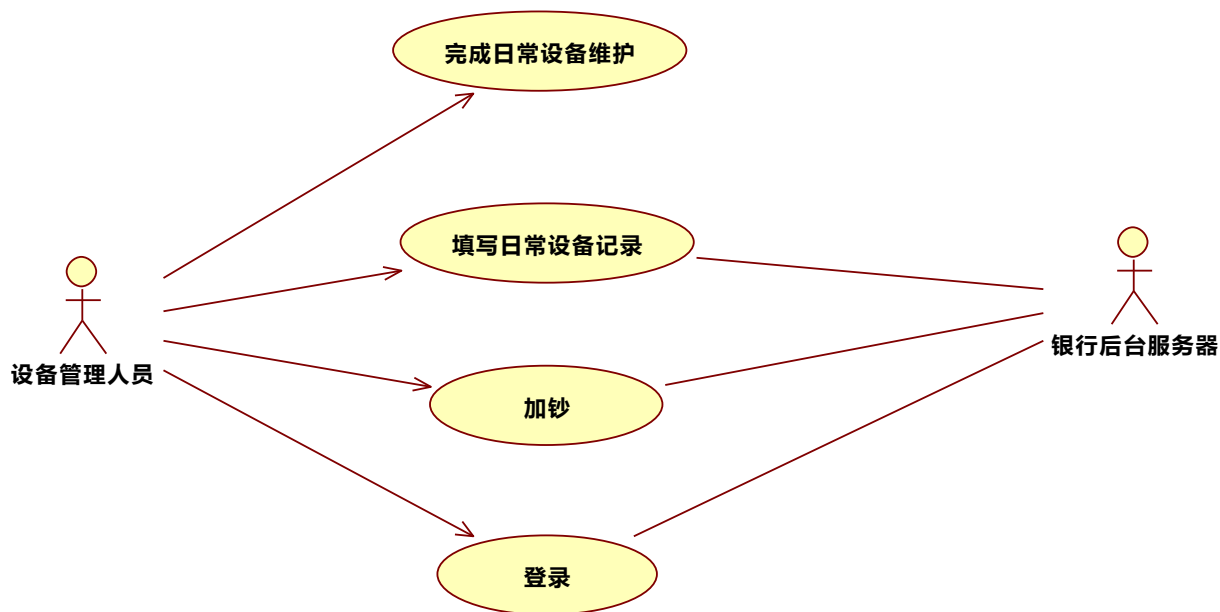 完成日常设备维护
填写日常设备记录
设备管理人员
银行后台服务器
加钞
登录